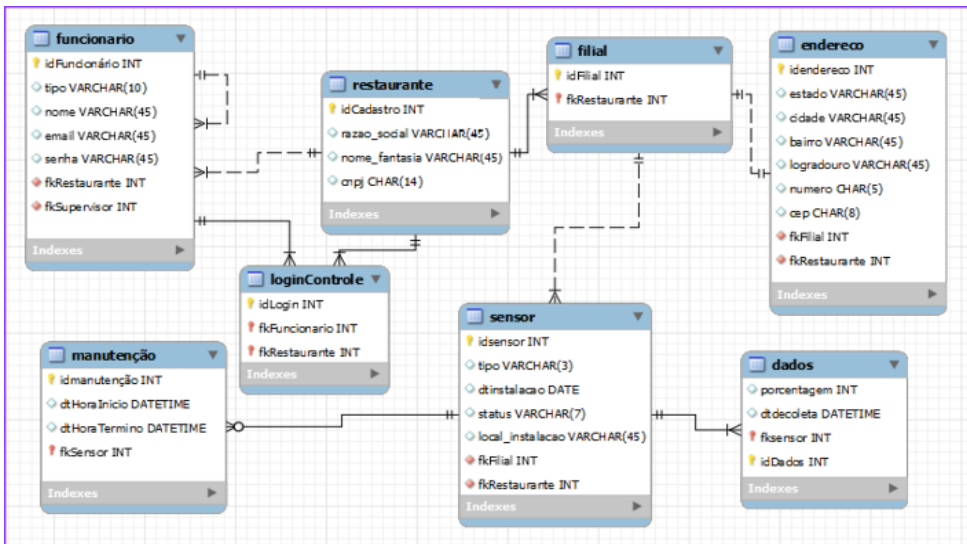 funcionario
idFuncionário INT
tipo VARCHAR(10)
nome VARCHAR(45)
email VARCHAR(45)
senha VARCHAR(45)
fkRestaurante INT
fkSupervisor INT
Indexes
restaurante
idCadastro INT
razao_social VARCHAR(45)
nome_fantasia VARCHAR(45)
cnpj CHAR(14)
Indexes
filial
idFilial INT
fkRestaurante INT
Indexes
endereco
idendereco INT
estado VARCHAR(45)
cidade VARCHAR(45)
bairro VARCHAR(45)
logradouro VARCHAR(45)
numero CHAR(5)
cep CHAR(8)
fkFilial INT
fkRestaurante INT
Indexes
loginControle
idLogin INT
fkFuncionario INT
fkRestaurante INT
Indexes
manutenção
idmanutenção INT
dtHoraInicio DATETIME
dtHoraTermino DATETIME
fkSensor INT
Indexes
sensor
idsensor INT
tipo VARCHAR(3)
dtinstalacao DATE
status VARCHAR(7)
local_instalacao VARCHAR(45)
fkFilial INT
fkRestaurante INT
Indexes
dados
porcentagem INT
dtdecoleta DATETIME
fksensor INT
idDados INT
Indexes